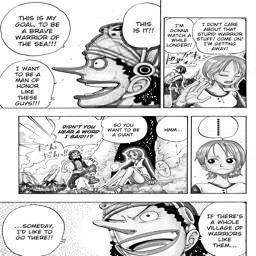 I DON'T CARE
ABOUT THAT
STUPID WARRIOR
STUFF! COME ON!
I'M GETTING
AWAY!
I'M
GONNA
WATCH A
WHILE
LONGER!!
THIS
IS IT!!
THIS IS MY
GOAL, TO BE
A BRAVE
WARRIOR OF
THE SEA!!!
I WANT TO
BE A MAN OF
HONOR LIKE
THESE
GUYS!!!
HMM...
SO YOU
WANT TO BE
A GIANT.
DIDN'T YOU
HEAR A WORD
I SAID!!?
IF THERE'S
A WHOLE
VILLAGE OF
WARRIORS
LIKE
THEM...
...SOMEDAY,
I'D LIKE TO
GO THERE!!